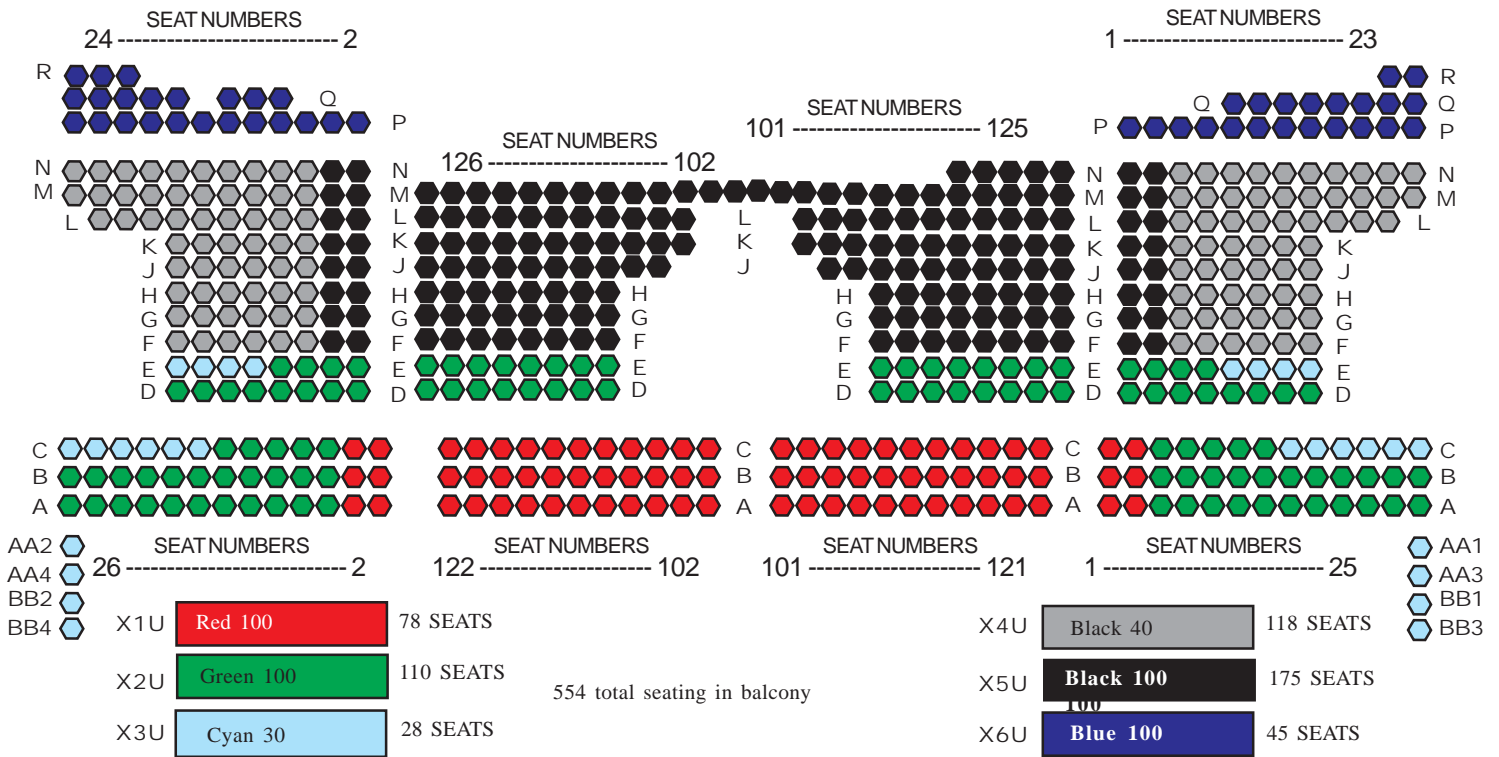 SEAT NUMBERS
24 ---------------------- 2
SEAT NUMBERS
1 ---------------------- 23
R
R
Q
Q
Q
P
P
P
SEAT NUMBERS
101 ------------------- 125
SEAT NUMBERS
126 ------------------ 102
N N N N
M M M M
L L L L L
K K K K K
J J J J J
H H H H H H
G G G G G G
F F F F F F
E E E E E E
D D D D D D
C C C C
B B B B
A A A A
AA2
AA4
BB2
BB4
SEAT NUMBERS
26 ---------------------- 2
SEAT NUMBERS
122 ------------------- 102
SEAT NUMBERS
101 ------------------- 121
SEAT NUMBERS
1 ---------------------- 25
AA1
AA3
BB1
BB3
X1U Red 100 78 SEATS
X2U Green 100 110 SEATS
X3U Cyan 30 28 SEATS
554 total seating in balcony
X4U Black 40 118 SEATS
X5U Black 100 175 SEATS
100
X6U Blue 100 45 SEATS